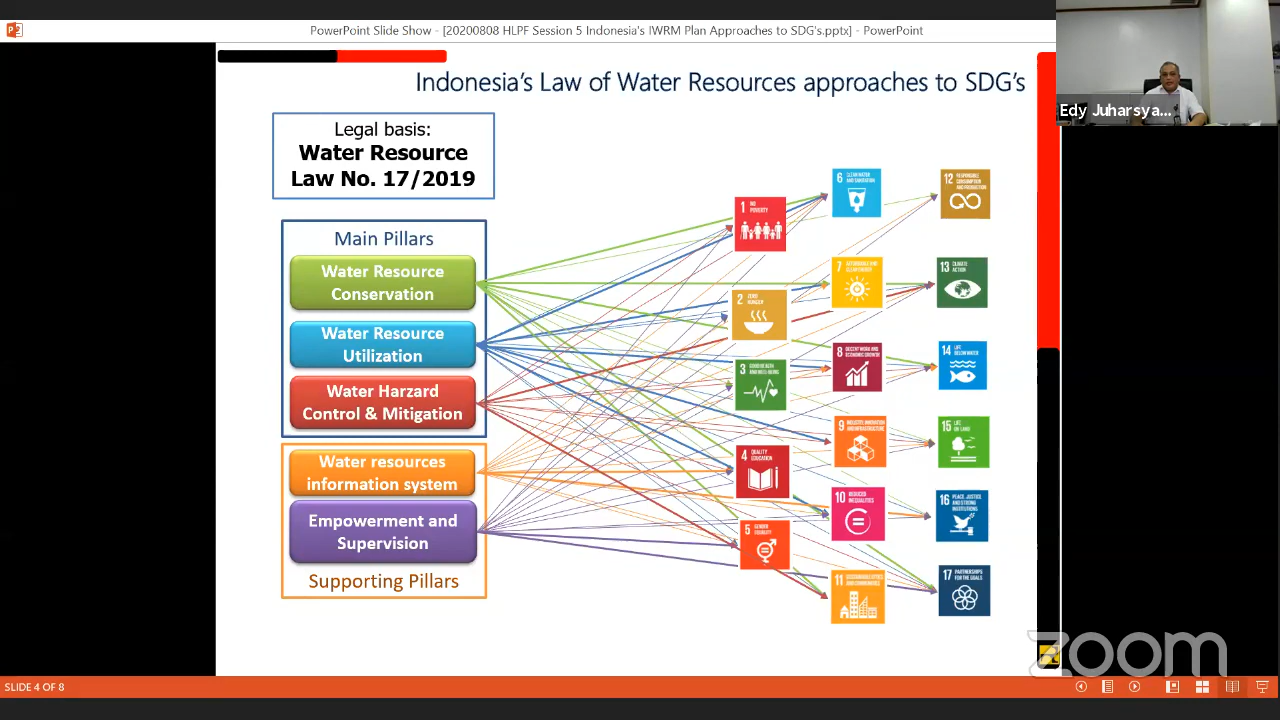 PowerPoint Slide Show - [20200808 HLPF Session 5 Indonesia's IWRM Plan Approaches to SDG's.pptx] - PowerPoint
Edy Juharsya...
Indonesia's Law of Water Resources approaches to SDG's
Legal basis:
Water Resource
Law No. 17/2019
Main Pillars
Water Resource
Conservation
Water Resource
Utilization
Water Harzard
Control & Mitigation
Water resources
information system
Empowerment and
Supervision
Supporting Pillars
1 NO
POVERTY
2 ZERO
HUNGER
3 GOOD HEALTH
AND WELL-BEING
4 QUALITY
EDUCATION
5 GENDER
EQUALITY
6 CLEAN WATER
AND SANITATION
7 AFFORDABLE AND
CLEAN ENERGY
8 DECENT WORK AND
ECONOMIC GROWTH
9 INDUSTRY, INNOVATION
AND INFRASTRUCTURE
10 REDUCED
INEQUALITIES
11 SUSTAINABLE CITIES
AND COMMUNITIES
12 RESPONSIBLE
CONSUMPTION
AND PRODUCTION
13 CLIMATE
ACTION
14 LIFE
BELOW WATER
15 LIFE
ON LAND
16 PEACE, JUSTICE
AND STRONG
INSTITUTIONS
17 PARTNERSHIPS
FOR THE GOALS
zoom
SLIDE 4 OF 8